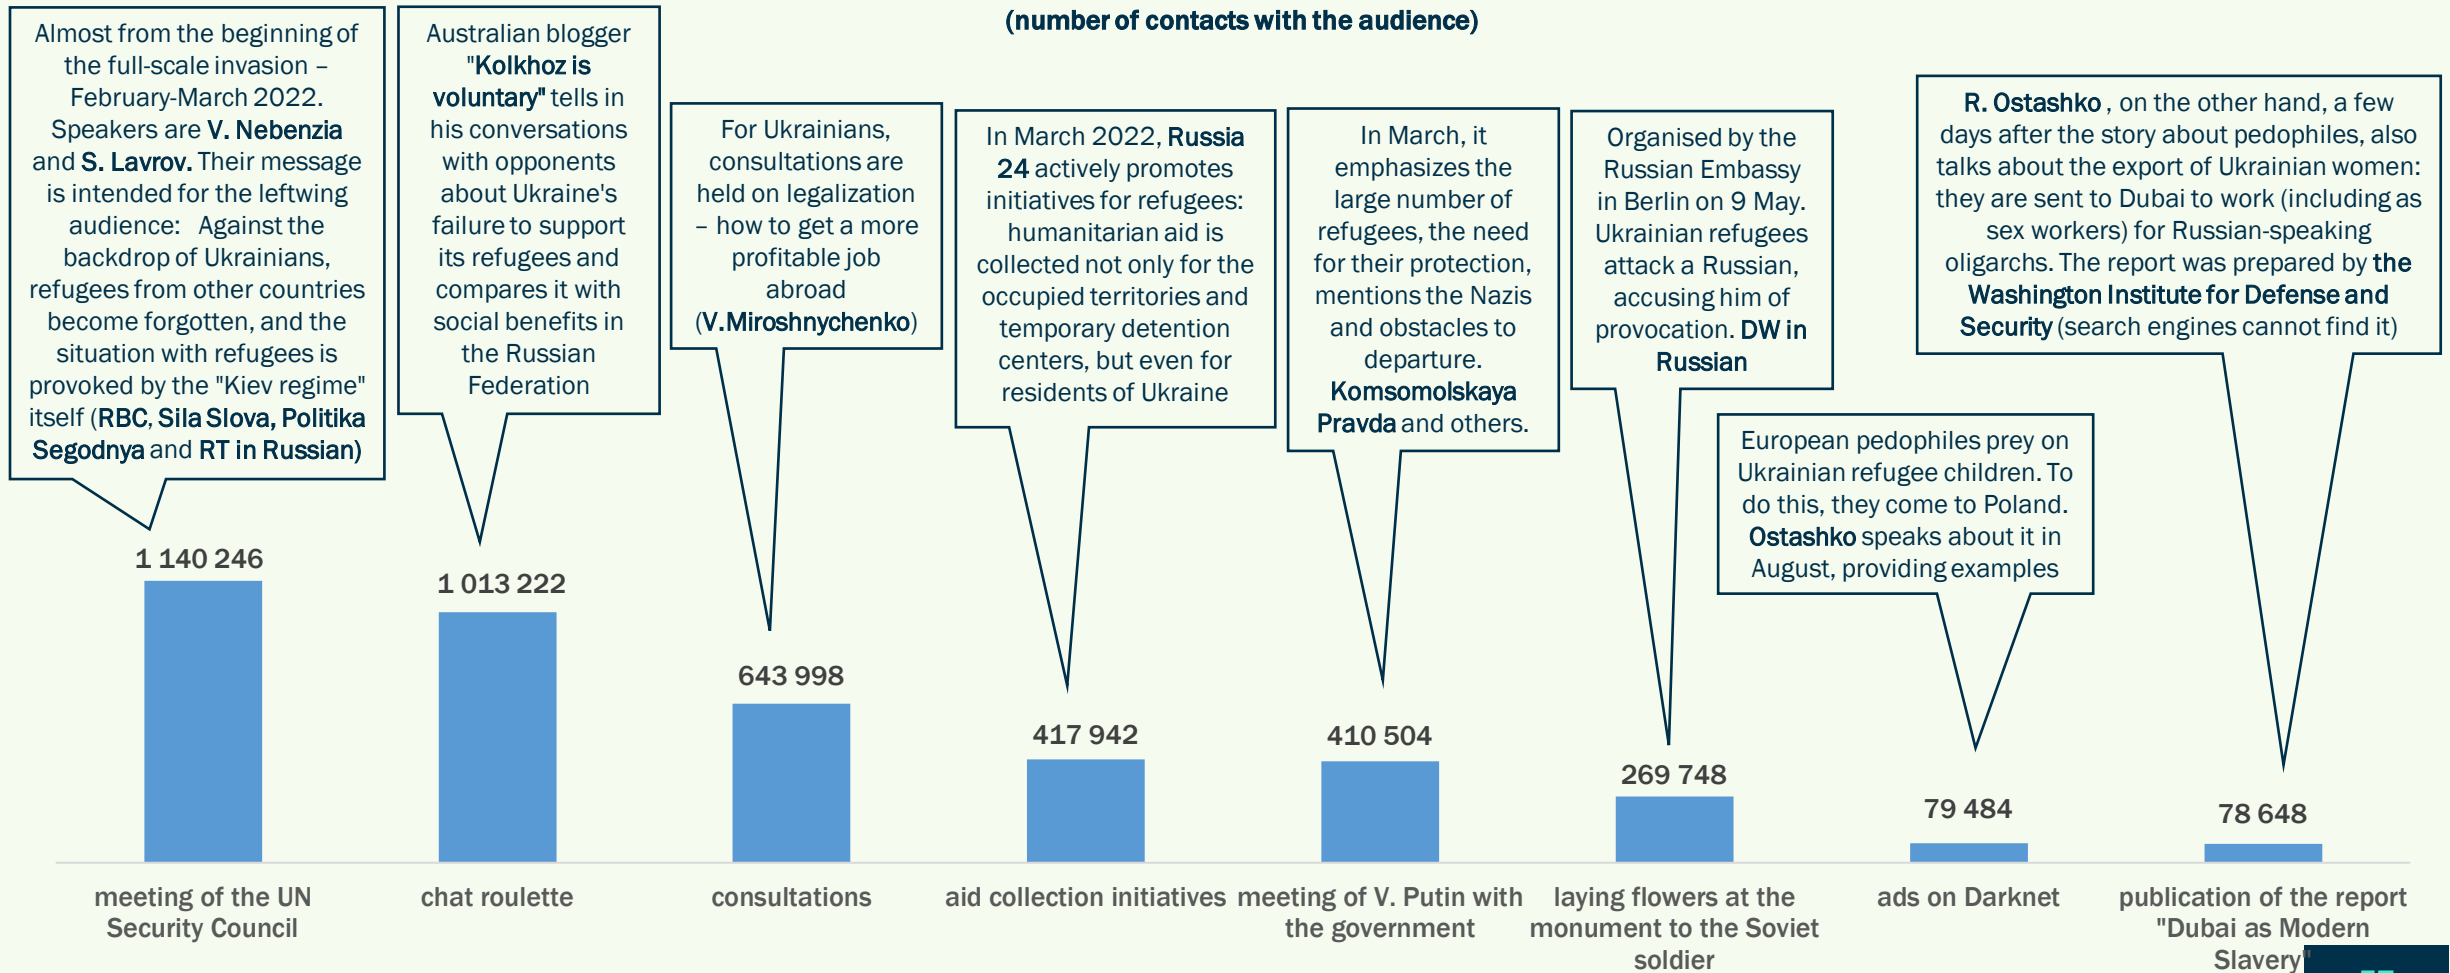 (number of contacts with the audience)
Almost from the beginning of
the full-scale invasion –
February-March 2022.
Speakers are V. Nebenzia
and S. Lavrov. Their message
is intended for the leftwing
audience: Against the
backdrop of Ukrainians,
refugees from other countries
become forgotten, and the
situation with refugees is
provoked by the "Kiev regime"
itself (RBC, Sila Slova, Politika
Segodnya and RT in Russian)
Australian blogger
"Kolkhoz is
voluntary" tells in
his conversations
with opponents
about Ukraine's
failure to support
its refugees and
compares it with
social benefits in
the Russian
Federation
For Ukrainians,
consultations are
held on legalization
– how to get a more
profitable job
abroad
(V.Miroshnychenko)
In March 2022, Russia
24 actively promotes
initiatives for refugees:
humanitarian aid is
collected not only for the
occupied territories and
temporary detention
centers, but even for
residents of Ukraine
In March, it
emphasizes the
large number of
refugees, the need
for their protection,
mentions the Nazis
and obstacles to
departure.
Komsomolskaya
Pravda and others.
Organised by the
Russian Embassy
in Berlin on 9 May.
Ukrainian refugees
attack a Russian,
accusing him of
provocation. DW in
Russian
European pedophiles prey on
Ukrainian refugee children. To
do this, they come to Poland.
Ostashko speaks about it in
August, providing examples
R. Ostashko , on the other hand, a few
days after the story about pedophiles, also
talks about the export of Ukrainian women:
they are sent to Dubai to work (including as
sex workers) for Russian-speaking
oligarchs. The report was prepared by the
Washington Institute for Defense and
Security (search engines cannot find it)
1 140 246
1 013 222
643 998
417 942
410 504
269 748
79 484
78 648
meeting of the UN
Security Council
chat roulette
consultations
aid collection initiatives
meeting of V. Putin with
the government
laying flowers at the
monument to the Soviet
soldier
ads on Darknet
publication of the report
"Dubai as Modern
Slavery"